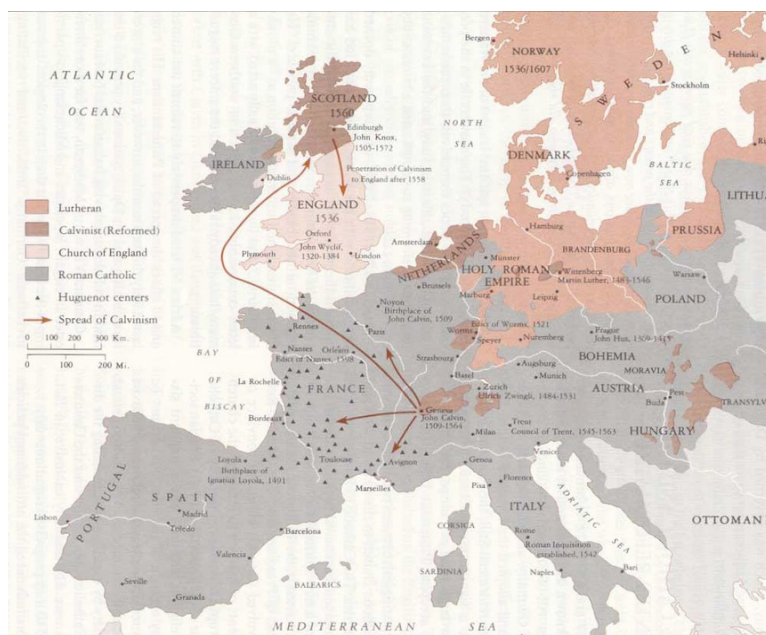 ATLANTIC
OCEAN
Bergen
NORWAY
1536/1607
SWEDEN
Helsinki
Stockholm
SCOTLAND
1560
Edinburgh
John Knox,
1505-1572
NORTH
SEA
IRELAND
Dublin
Penetration of Calvinism
to England after 1558
DENMARK
Copenhagen
BALTIC
SEA
LITHU
ENGLAND
1536
Oxford
John Wyclif,
1320-1384
London
Plymouth
Lutheran
Calvinist (Reformed)
Church of England
Roman Catholic
Huguenot centers
Spread of Calvinism
0 100 200 300 Km.
0 100 200 Mi.
Amsterdam
NETHERLANDS
Brussels
Hamburg
BRANDENBURG
PRUSSIA
Münster
HOLY ROMAN
EMPIRE
Wittenberg
Martin Luther, 1483-1546
Marburg
Leipzig
Warsaw
POLAND
Noyon
Birthplace of
John Calvin, 1509
Worms
Edict of Worms, 1521
Speyer
Nuremberg
Prague
John Hus, 1369-1415
BOHEMIA
MORAVIA
Rennes
Paris
Nantes
Orleans
Edict of Nantes, 1598
Strasbourg
Basel
Augsburg
Munich
AUSTRIA
BAY
OF
BISCAY
La Rochelle
FRANCE
Zurich
Ulrich Zwingli, 1484-1531
Pest
Buda
TRANSYLV
HUNGARY
Geneva
John Calvin,
1509-1564
Bordeaux
Trent
Council of Trent, 1545-1563
Milan
Venice
Loyola
Birthplace of
Ignatius Loyola, 1491
Toulouse
Avignon
Marseilles
Genoa
Pisa
Florence
ITALY
ADRIATIC
SEA
OTTOMAN
PORTUGAL
SPAIN
Madrid
Toledo
Lisbon
Barcelona
Valencia
Seville
Granada
CORSICA
SARDINIA
BALEARICS
Rome
Roman Inquisition
established, 1542
Naples
Bari
MEDITERRANEAN SEA